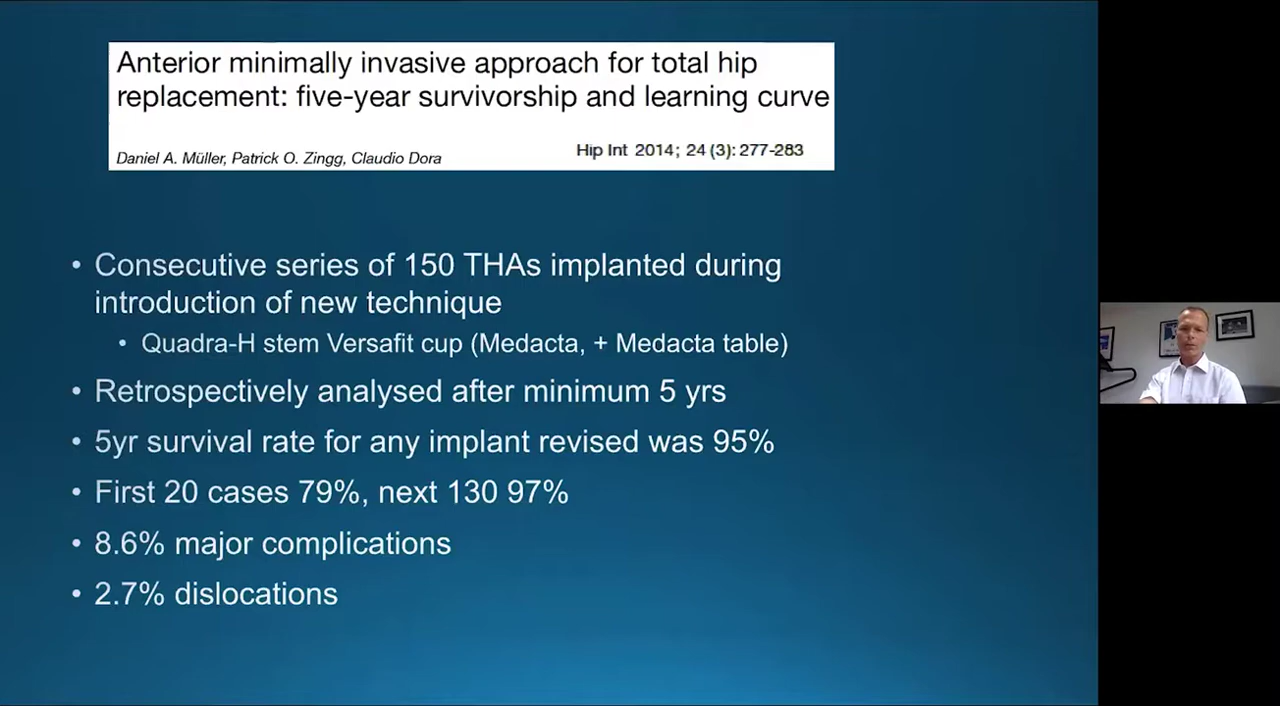 Anterior minimally invasive approach for total hip
replacement: five-year survivorship and learning curve
Daniel A. Müller, Patrick O. Zingg, Claudio Dora
Hip Int 2014; 24 (3): 277-283
• Consecutive series of 150 THAs implanted during
introduction of new technique
• Quadra-H stem Versafit cup (Medacta, + Medacta table)
• Retrospectively analysed after minimum 5 yrs
• 5yr survival rate for any implant revised was 95%
• First 20 cases 79%, next 130 97%
• 8.6% major complications
• 2.7% dislocations